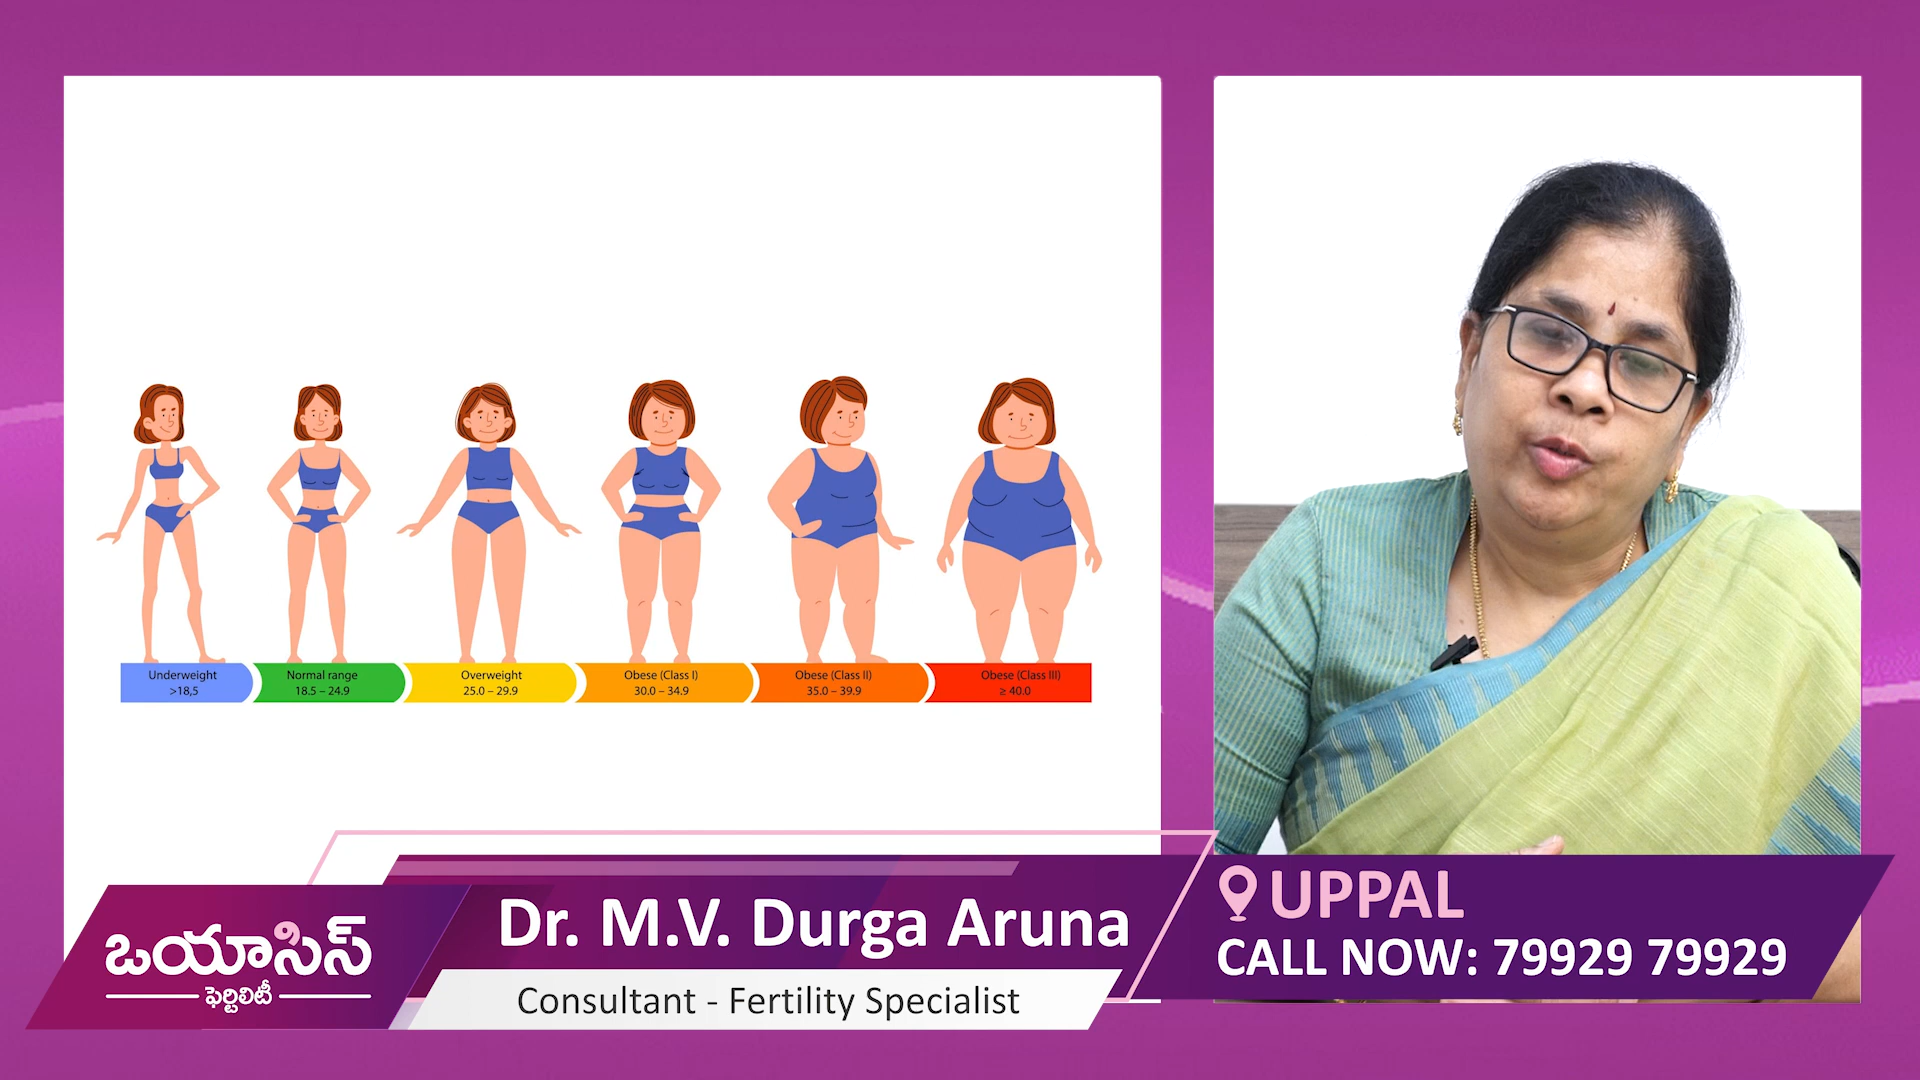 Underweight
>18,5
Normal range
18.5 – 24.9
Overweight
25.0 – 29.9
Obese (Class I)
30.0 – 34.9
Obese (Class II)
35.0 – 39.9
Obese (Class III)
≥ 40.0
ఒయాసిస్
ఫెర్టిలిటీ
Dr. M.V. Durga Aruna
Consultant - Fertility Specialist
UPPAL
CALL NOW: 79929 79929